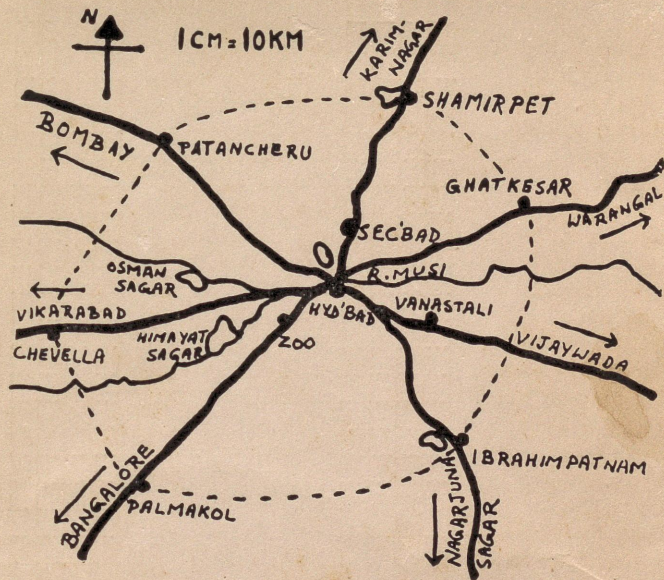 N
1CM=10KM
KARIM-
NAGAR
SHAMIRPET
BOMBAY
PATANCHERU
GHATKESAR
WARANGAL
SEC'BAD
R.MUSI
OSMAN
SAGAR
HYD'BAD
VANASTALI
VIKARABAD
CHEVELLA
HIMAYAT
SAGAR
ZOO
VIJAYWADA
BANGALORE
PALMAKOL
IBRAHIMPATNAM
NAGARJUNA
SAGAR